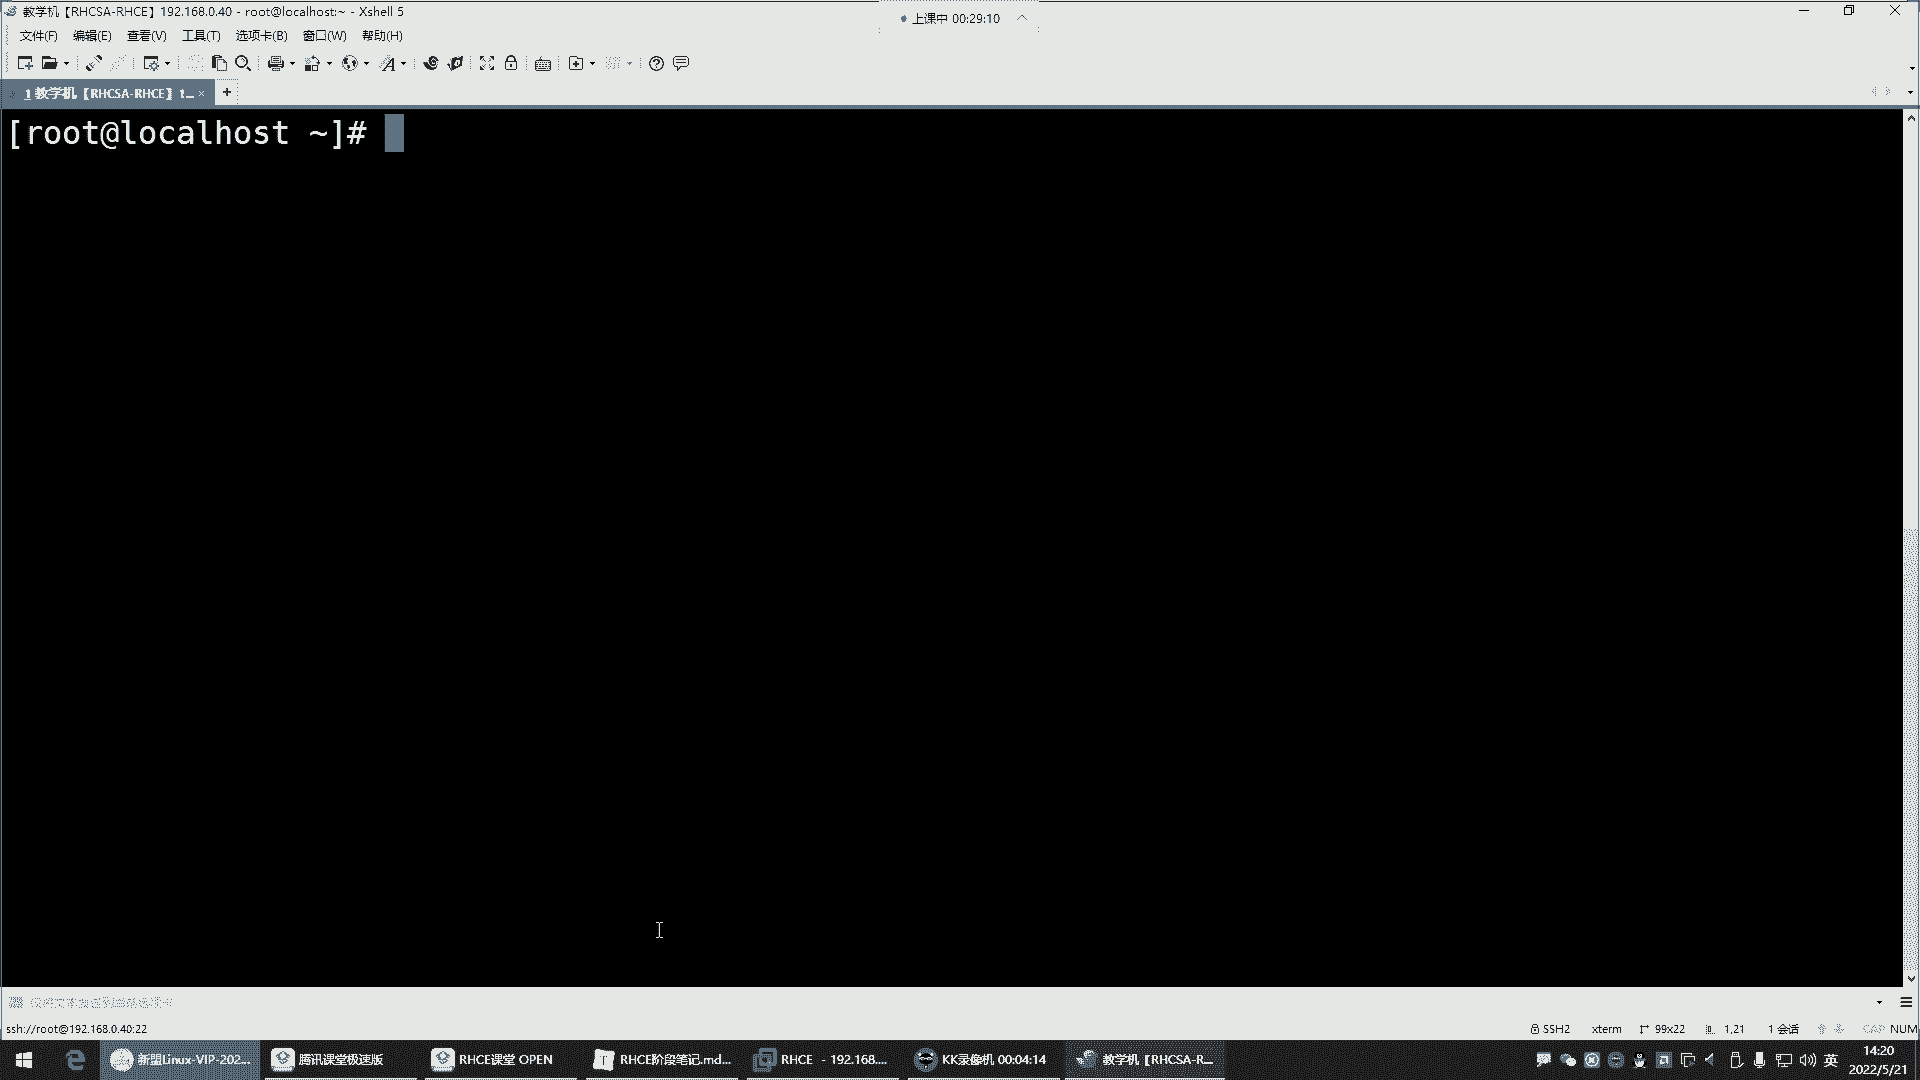 教学机【RHCSA-RHCE】192.168.0.40 - root@localhost:~ - Xshell 5
上课中 00:29:10
文件(F) 编辑(E) 查看(V) 工具(T) 选项卡(B) 窗口(W) 帮助(H)
1 教学机【RHCSA-RHCE】 1... × +
[root@localhost ~]#
ssh://root@192.168.0.40:22
SSH2 xterm 99x22 1,21 1 会话 CAP NUM
新盟Linux-VIP-202... 腾讯课堂极速版 RHCE课堂 OPEN RHCE阶段笔记.md... RHCE - 192.168.... KK录像机 00:04:14 教学机【RHCSA-R... 英 14:20
2022/5/21